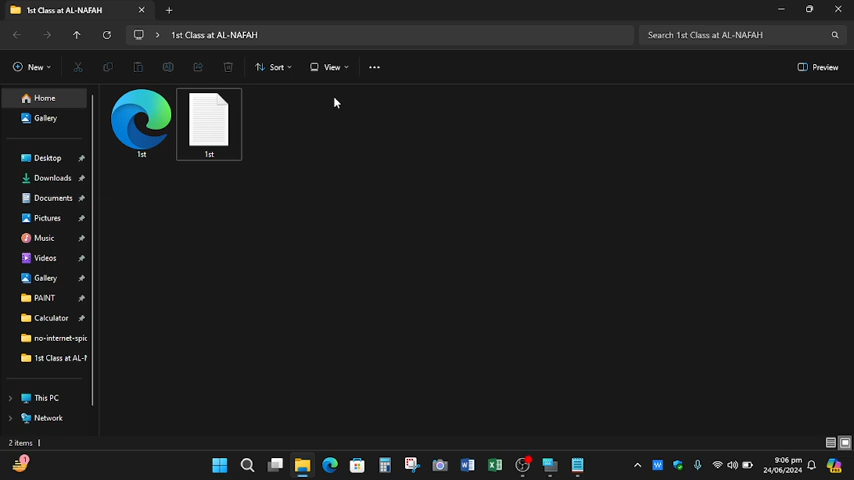 1st Class at AL-NAFAH
1st Class at AL-NAFAH
Search 1st Class at AL-NAFAH
New
Sort
View
Preview
Home
Gallery
Desktop
Downloads
Documents
Pictures
Music
Videos
Gallery
PAINT
Calculator
no-internet-spic
1st Class at AL-N
This PC
Network
1st
1st
2 items
1
9:06 pm
24/06/2024